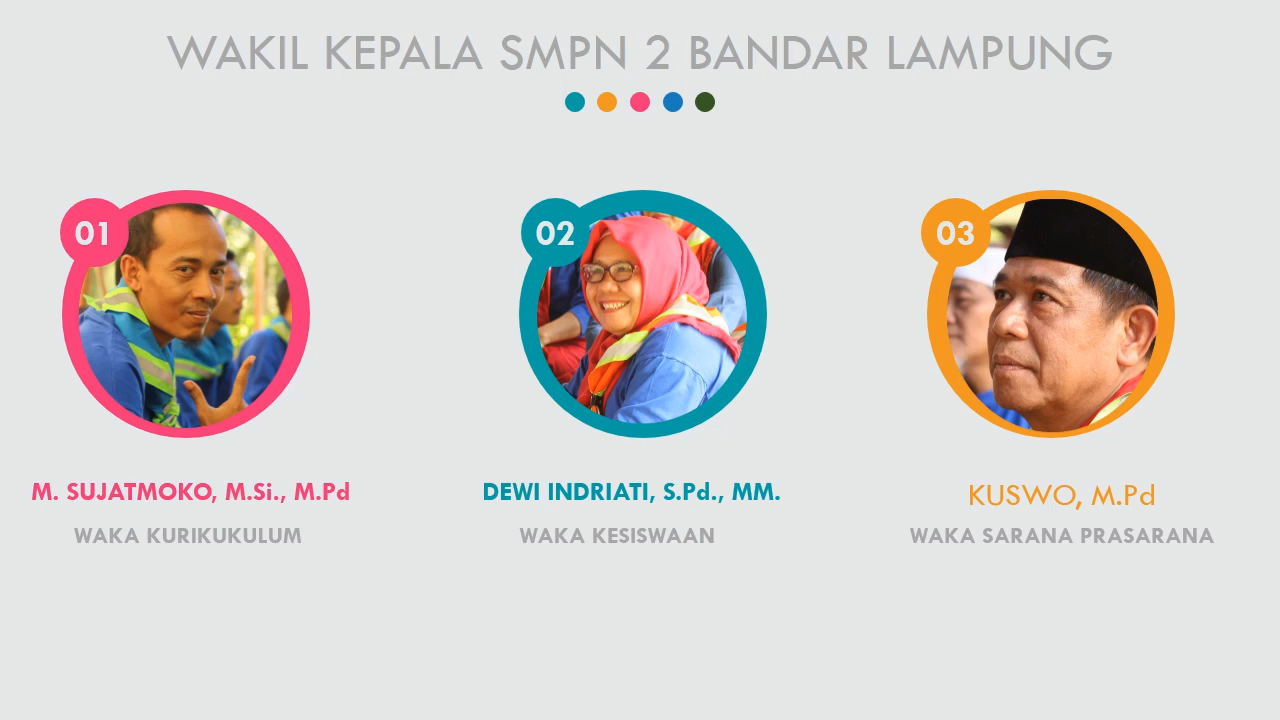 WAKIL KEPALA SMPN 2 BANDAR LAMPUNG
01
02
03
M. SUJATMOKO, M.Si., M.Pd
DEWI INDRIATI, S.Pd., MM.
KUSWO, M.Pd
WAKA KURIKUKULUM
WAKA KESISWAAN
WAKA SARANA PRASARANA